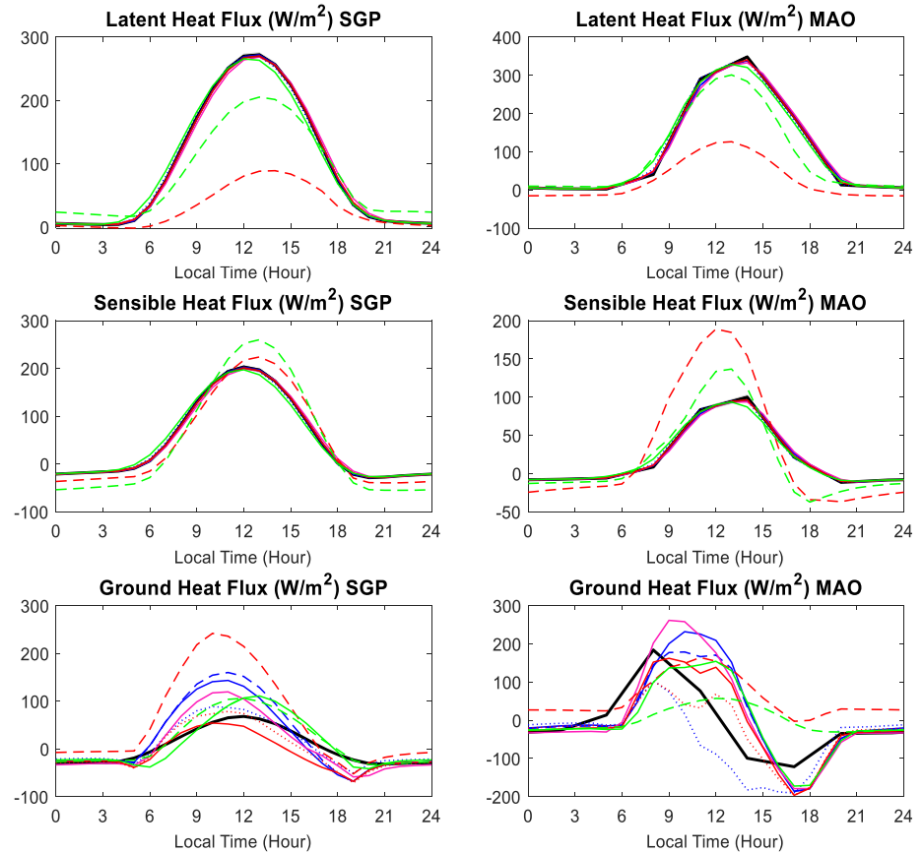 Latent Heat Flux (W/m²) SGP
300
200
100
0
0 3 6 9 12 15 18 21 24
Local Time (Hour)
Latent Heat Flux (W/m²) MAO
400
300
200
100
0
-100
0 3 6 9 12 15 18 21 24
Local Time (Hour)
Sensible Heat Flux (W/m²) SGP
300
200
100
0
-100
0 3 6 9 12 15 18 21 24
Local Time (Hour)
Sensible Heat Flux (W/m²) MAO
200
150
100
50
0
-50
0 3 6 9 12 15 18 21 24
Local Time (Hour)
Ground Heat Flux (W/m²) SGP
300
200
100
0
-100
0 3 6 9 12 15 18 21 24
Local Time (Hour)
Ground Heat Flux (W/m²) MAO
300
200
100
0
-100
-200
0 3 6 9 12 15 18 21 24
Local Time (Hour)